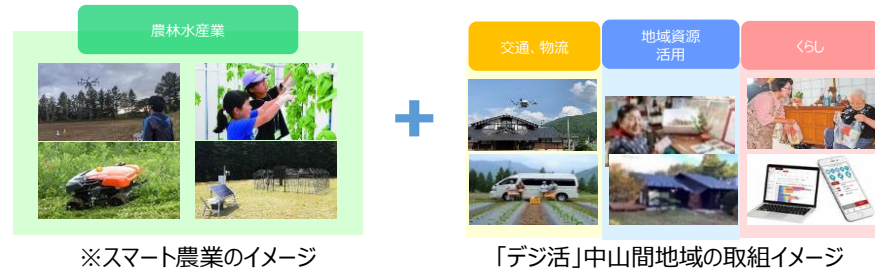 農林水産業
交通、物流
地域資源
活用
くらし
※スマート農業のイメージ
「デジ活」中山間地域の取組イメージ